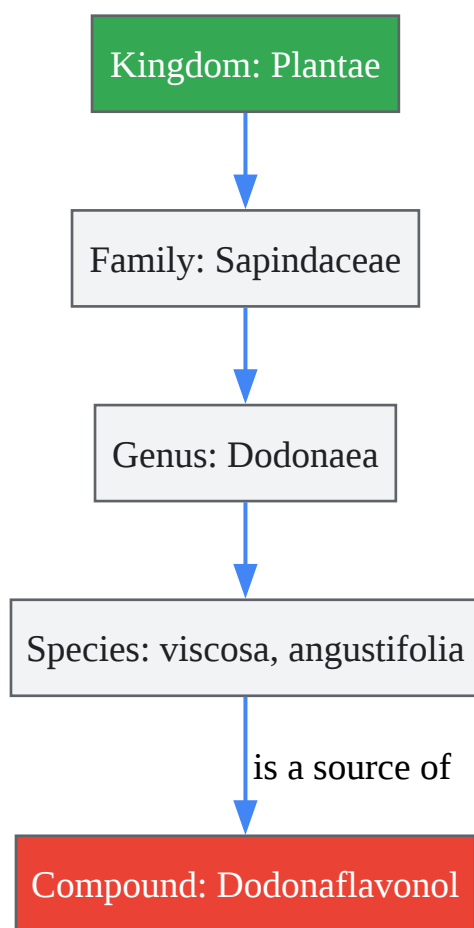 Kingdom: Plantae
Family: Sapindaceae
Genus: Dodonaea
Species: viscosa, angustifolia
is a source of
Compound: Dodonaflavonol